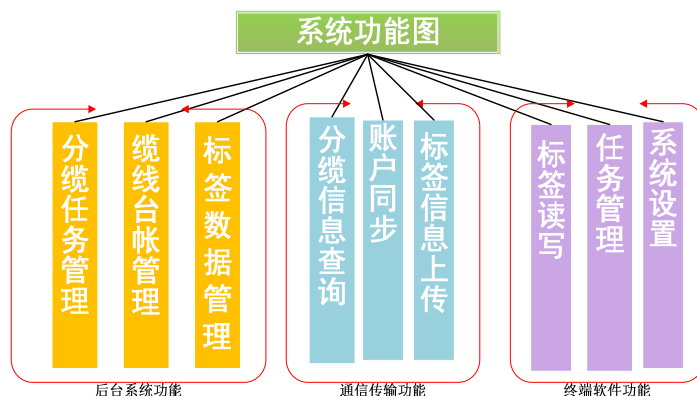 系统功能图
分缆任务管理
缆线台帐管理
标签数据管理
分缆信息查询
账户同步
标签信息上传
标签读写
任务管理
系统设置
后台系统功能
通信传输功能
终端软件功能